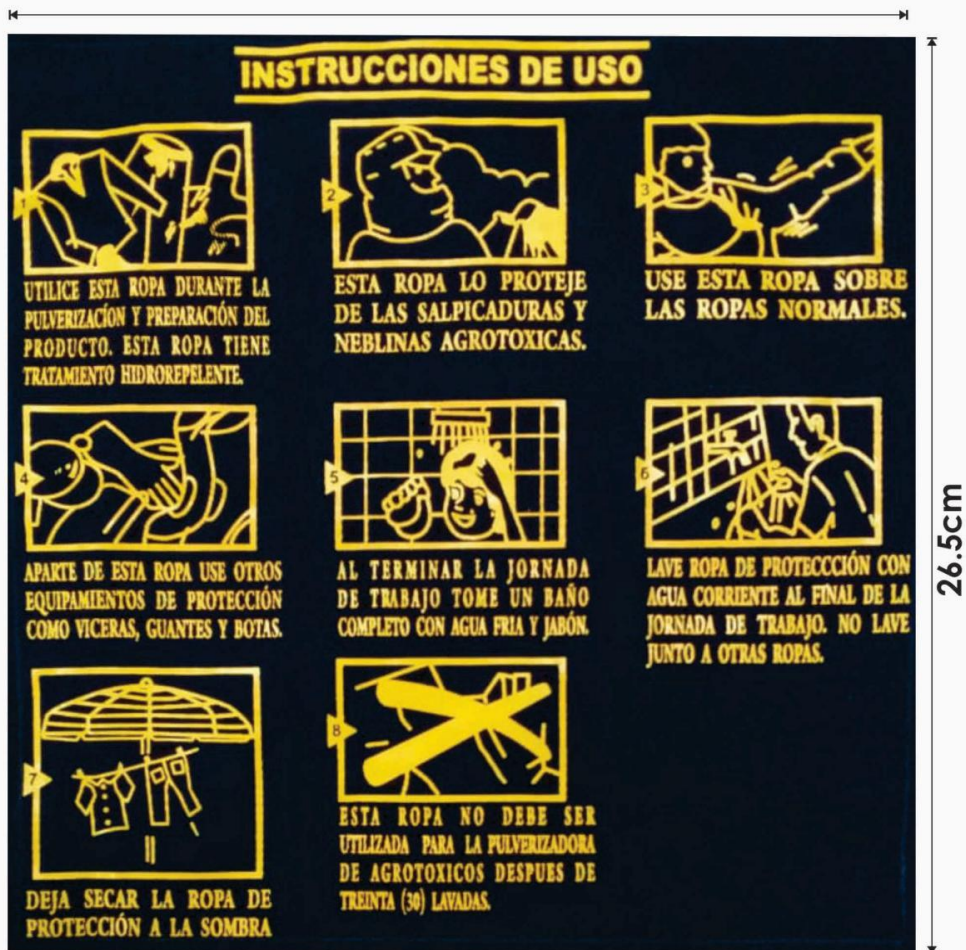 INSTRUCCIONES DE USO
1
UTILICE ESTA ROPA DURANTE LA
PULVERIZACÍON Y PREPARACIÓN DEL
PRODUCTO. ESTA ROPA TIENE
TRATAMIENTO HIDROREPELENTE.
2
ESTA ROPA LO PROTEJE
DE LAS SALPICADURAS Y
NEBLINAS AGROTOXICAS.
3
USE ESTA ROPA SOBRE
LAS ROPAS NORMALES.
4
APARTE DE ESTA ROPA USE OTROS
EQUIPAMIENTOS DE PROTECCIÓN
COMO VICERAS, GUANTES Y BOTAS.
5
AL TERMINAR LA JORNADA
DE TRABAJO TOME UN BAÑO
COMPLETO CON AGUA FRIA Y JABÓN.
6
LAVE ROPA DE PROTECCCIÓN CON
AGUA CORRIENTE AL FINAL DE LA
JORNADA DE TRABAJO. NO LAVE
JUNTO A OTRAS ROPAS.
7
DEJA SECAR LA ROPA DE
PROTECCIÓN A LA SOMBRA
8
ESTA ROPA NO DEBE SER
UTILIZADA PARA LA PULVERIZADORA
DE AGROTOXICOS DESPUES DE
TREINTA (30) LAVADAS.
26.5cm